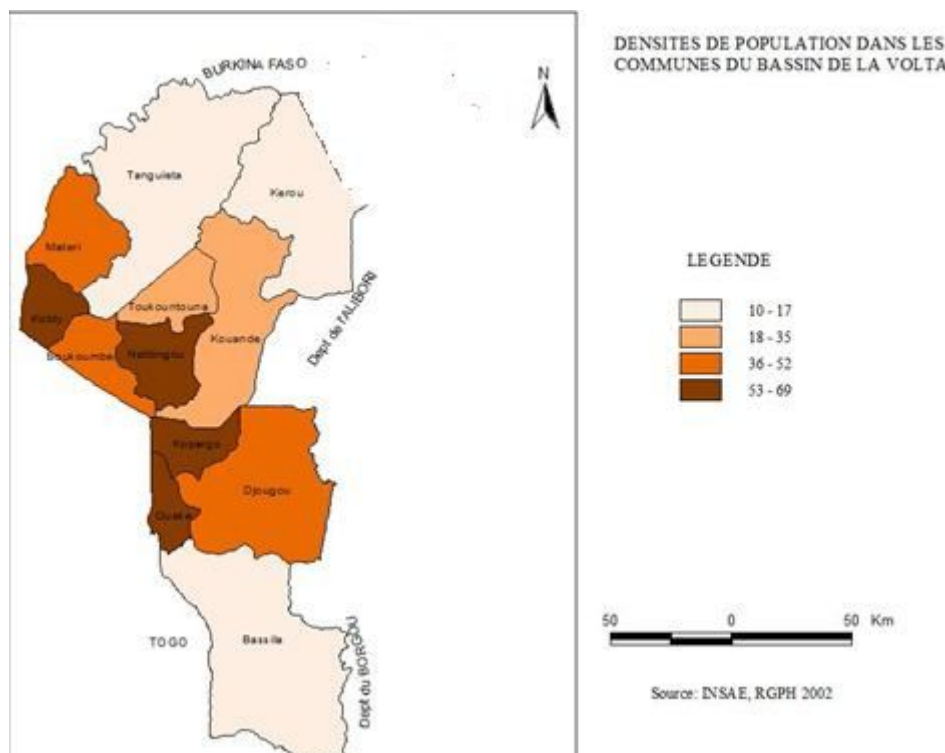 DENSITES DE POPULATION DANS LES
COMMUNES DU BASSIN DE LA VOLTA
BURKINA FASO
N
Tanguieta
Kerou
Materi
Toukountouna
Kouande
Boukoumbe
Natitingou
Dept de l'ALIBORI
Kopargo
Djougou
Ouake
TOGO
Bassila
Dept du BORGOU
LEGENDE
10 - 17
18 - 35
36 - 52
53 - 69
50 0 50 Km
Source: INSAE, RGPH 2002